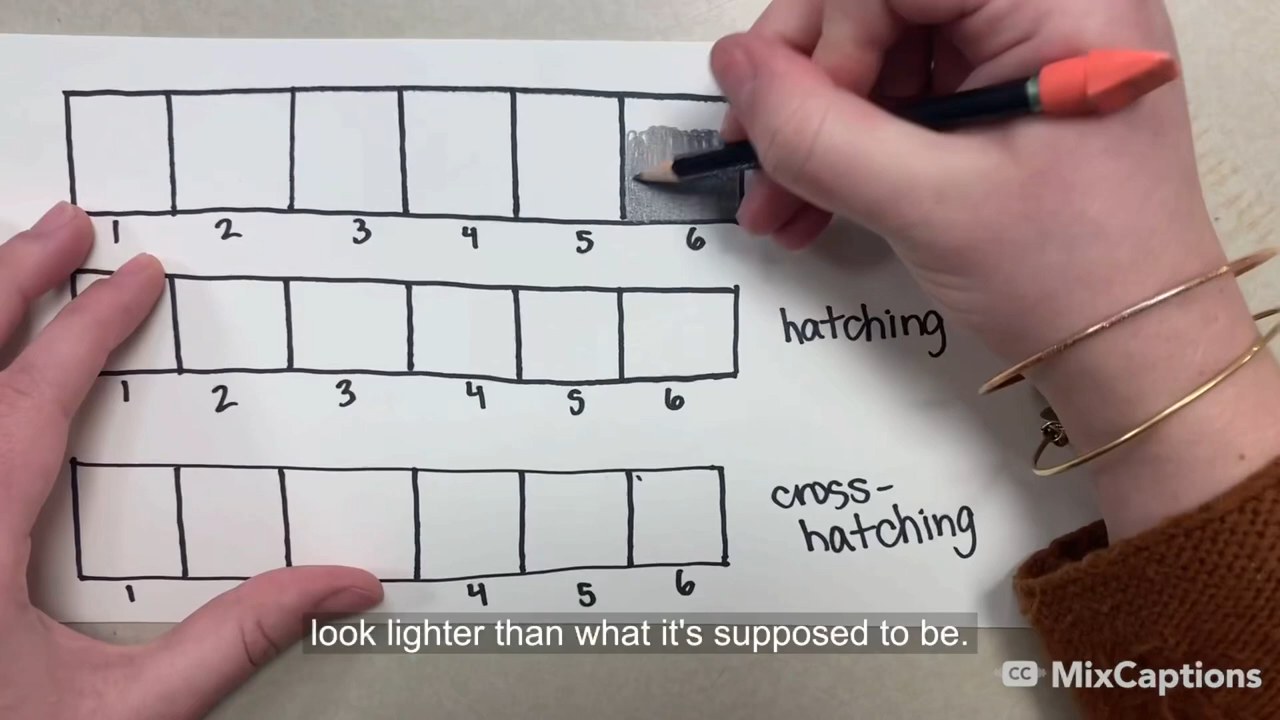 1 2 3 4 5 6
hatching
1 2 3 4 5 6
cross-
hatching
1 4 5 6
look lighter than what it's supposed to be.
CC MixCaptions